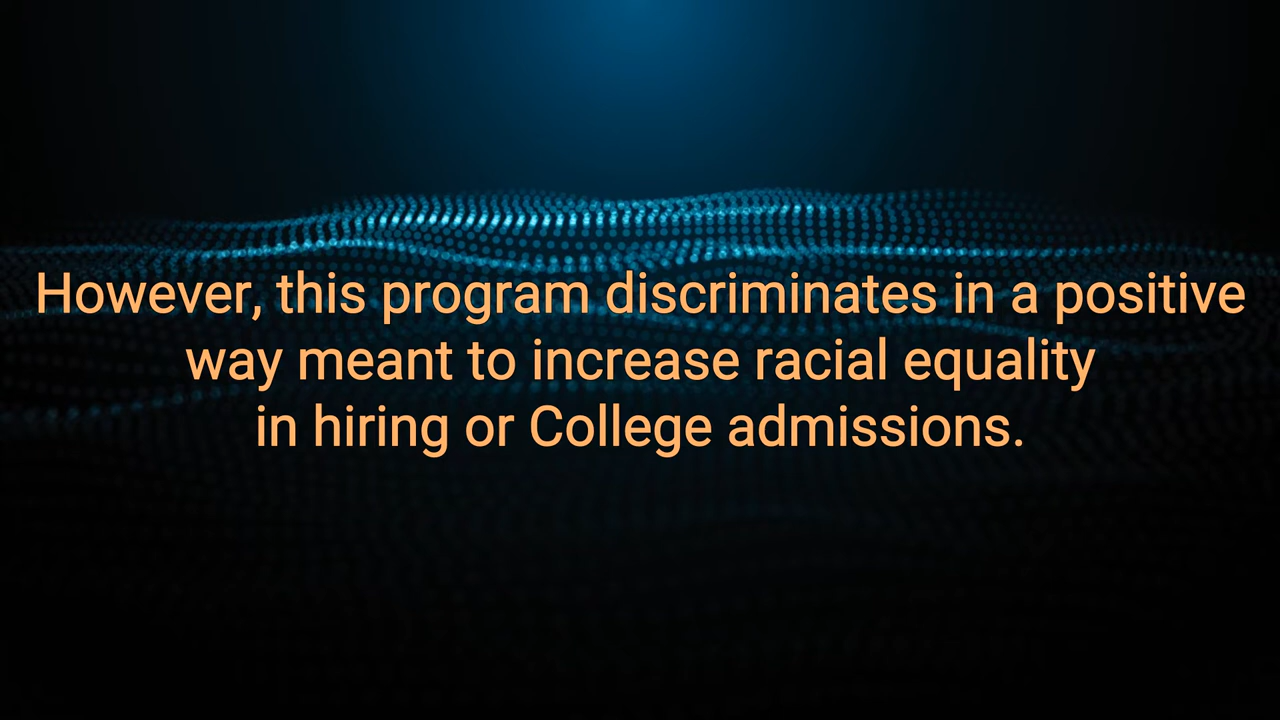 However, this program discriminates in a positive
way meant to increase racial equality
in hiring or College admissions.